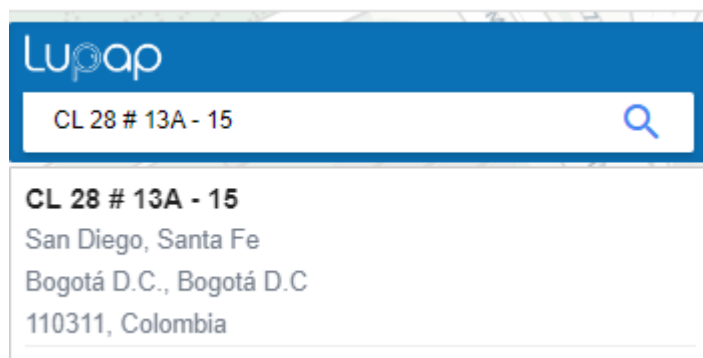 Lupap
CL 28 # 13A - 15
CL 28 # 13A - 15
San Diego, Santa Fe
Bogotá D.C., Bogotá D.C
110311, Colombia